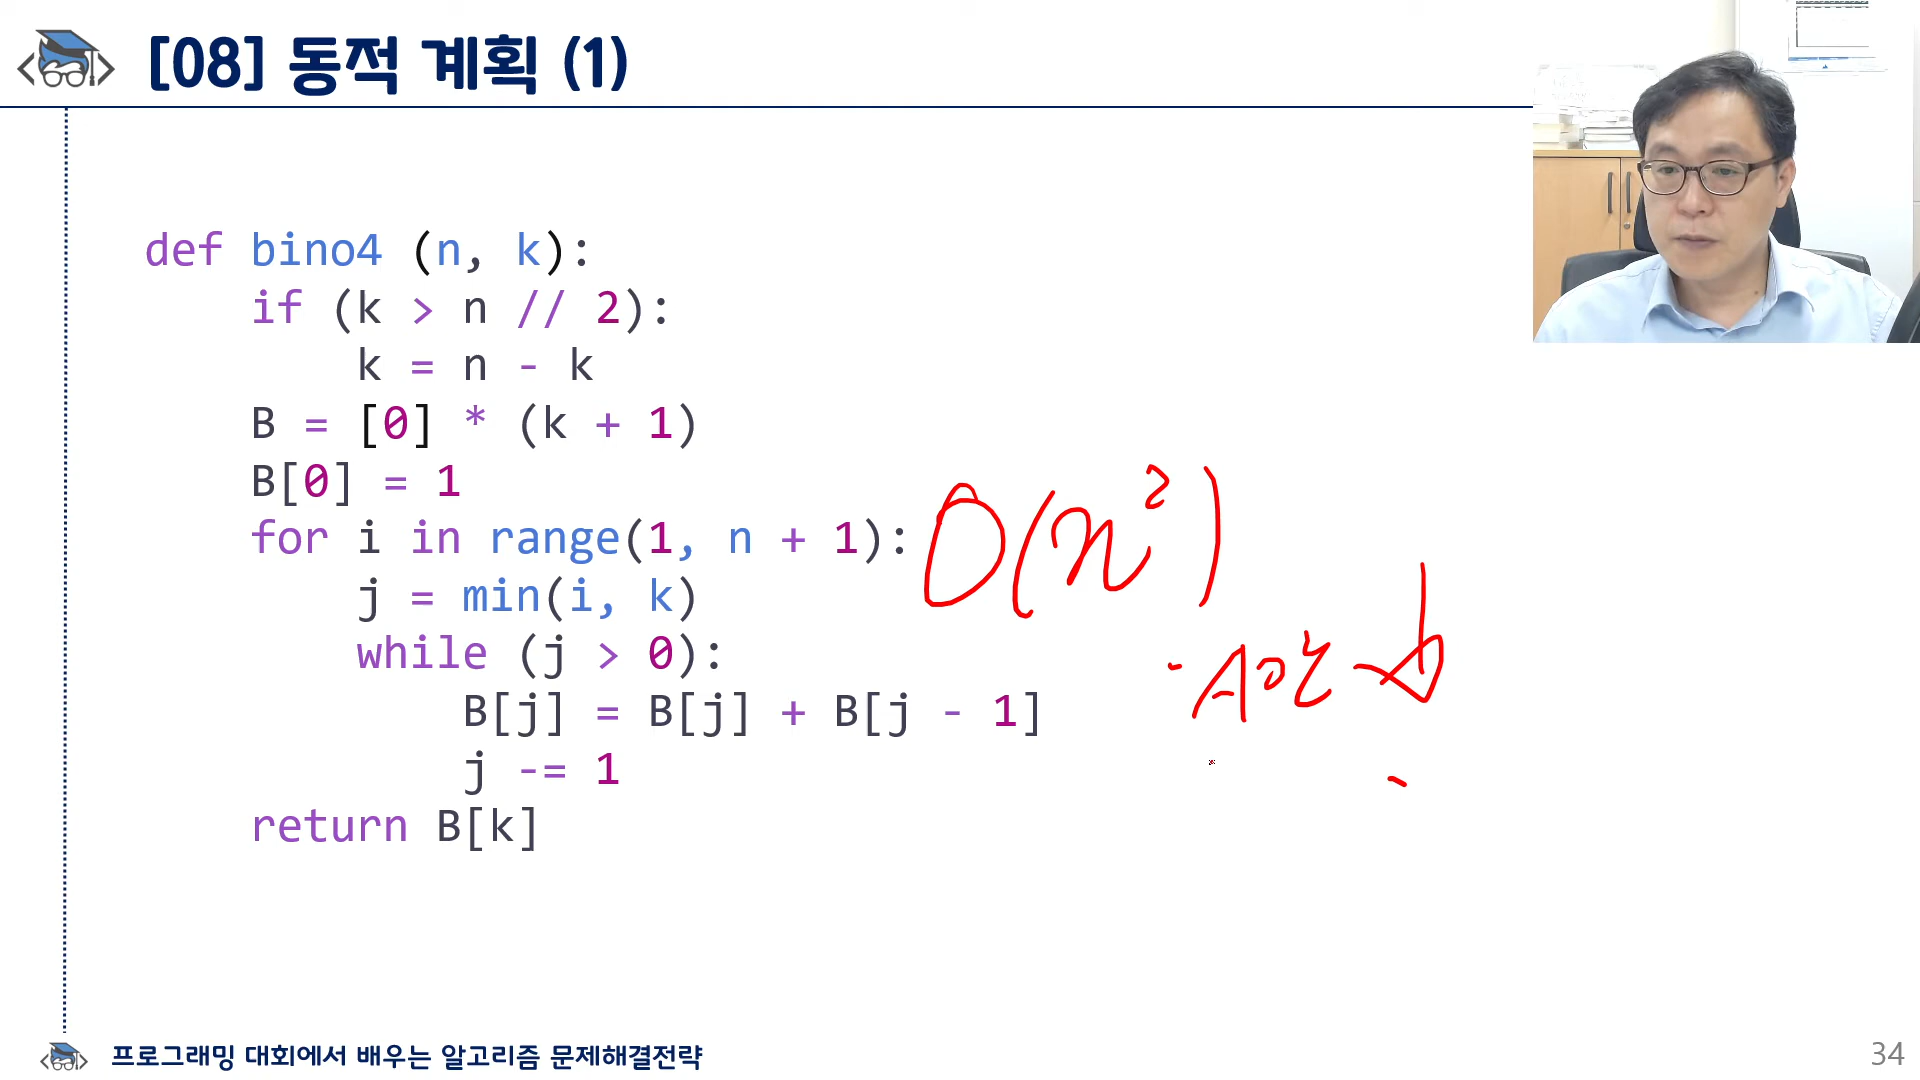 [08] 동적 계획 (1)
def bino4 (n, k):
    if (k > n // 2):
        k = n - k
    B = [0] * (k + 1)
    B[0] = 1
    for i in range(1, n + 1):
        j = min(i, k)
        while (j > 0):
            B[j] = B[j] + B[j - 1]
            j -= 1
    return B[k]
O(n²)
프로그래밍 대회에서 배우는 알고리즘 문제해결전략
34